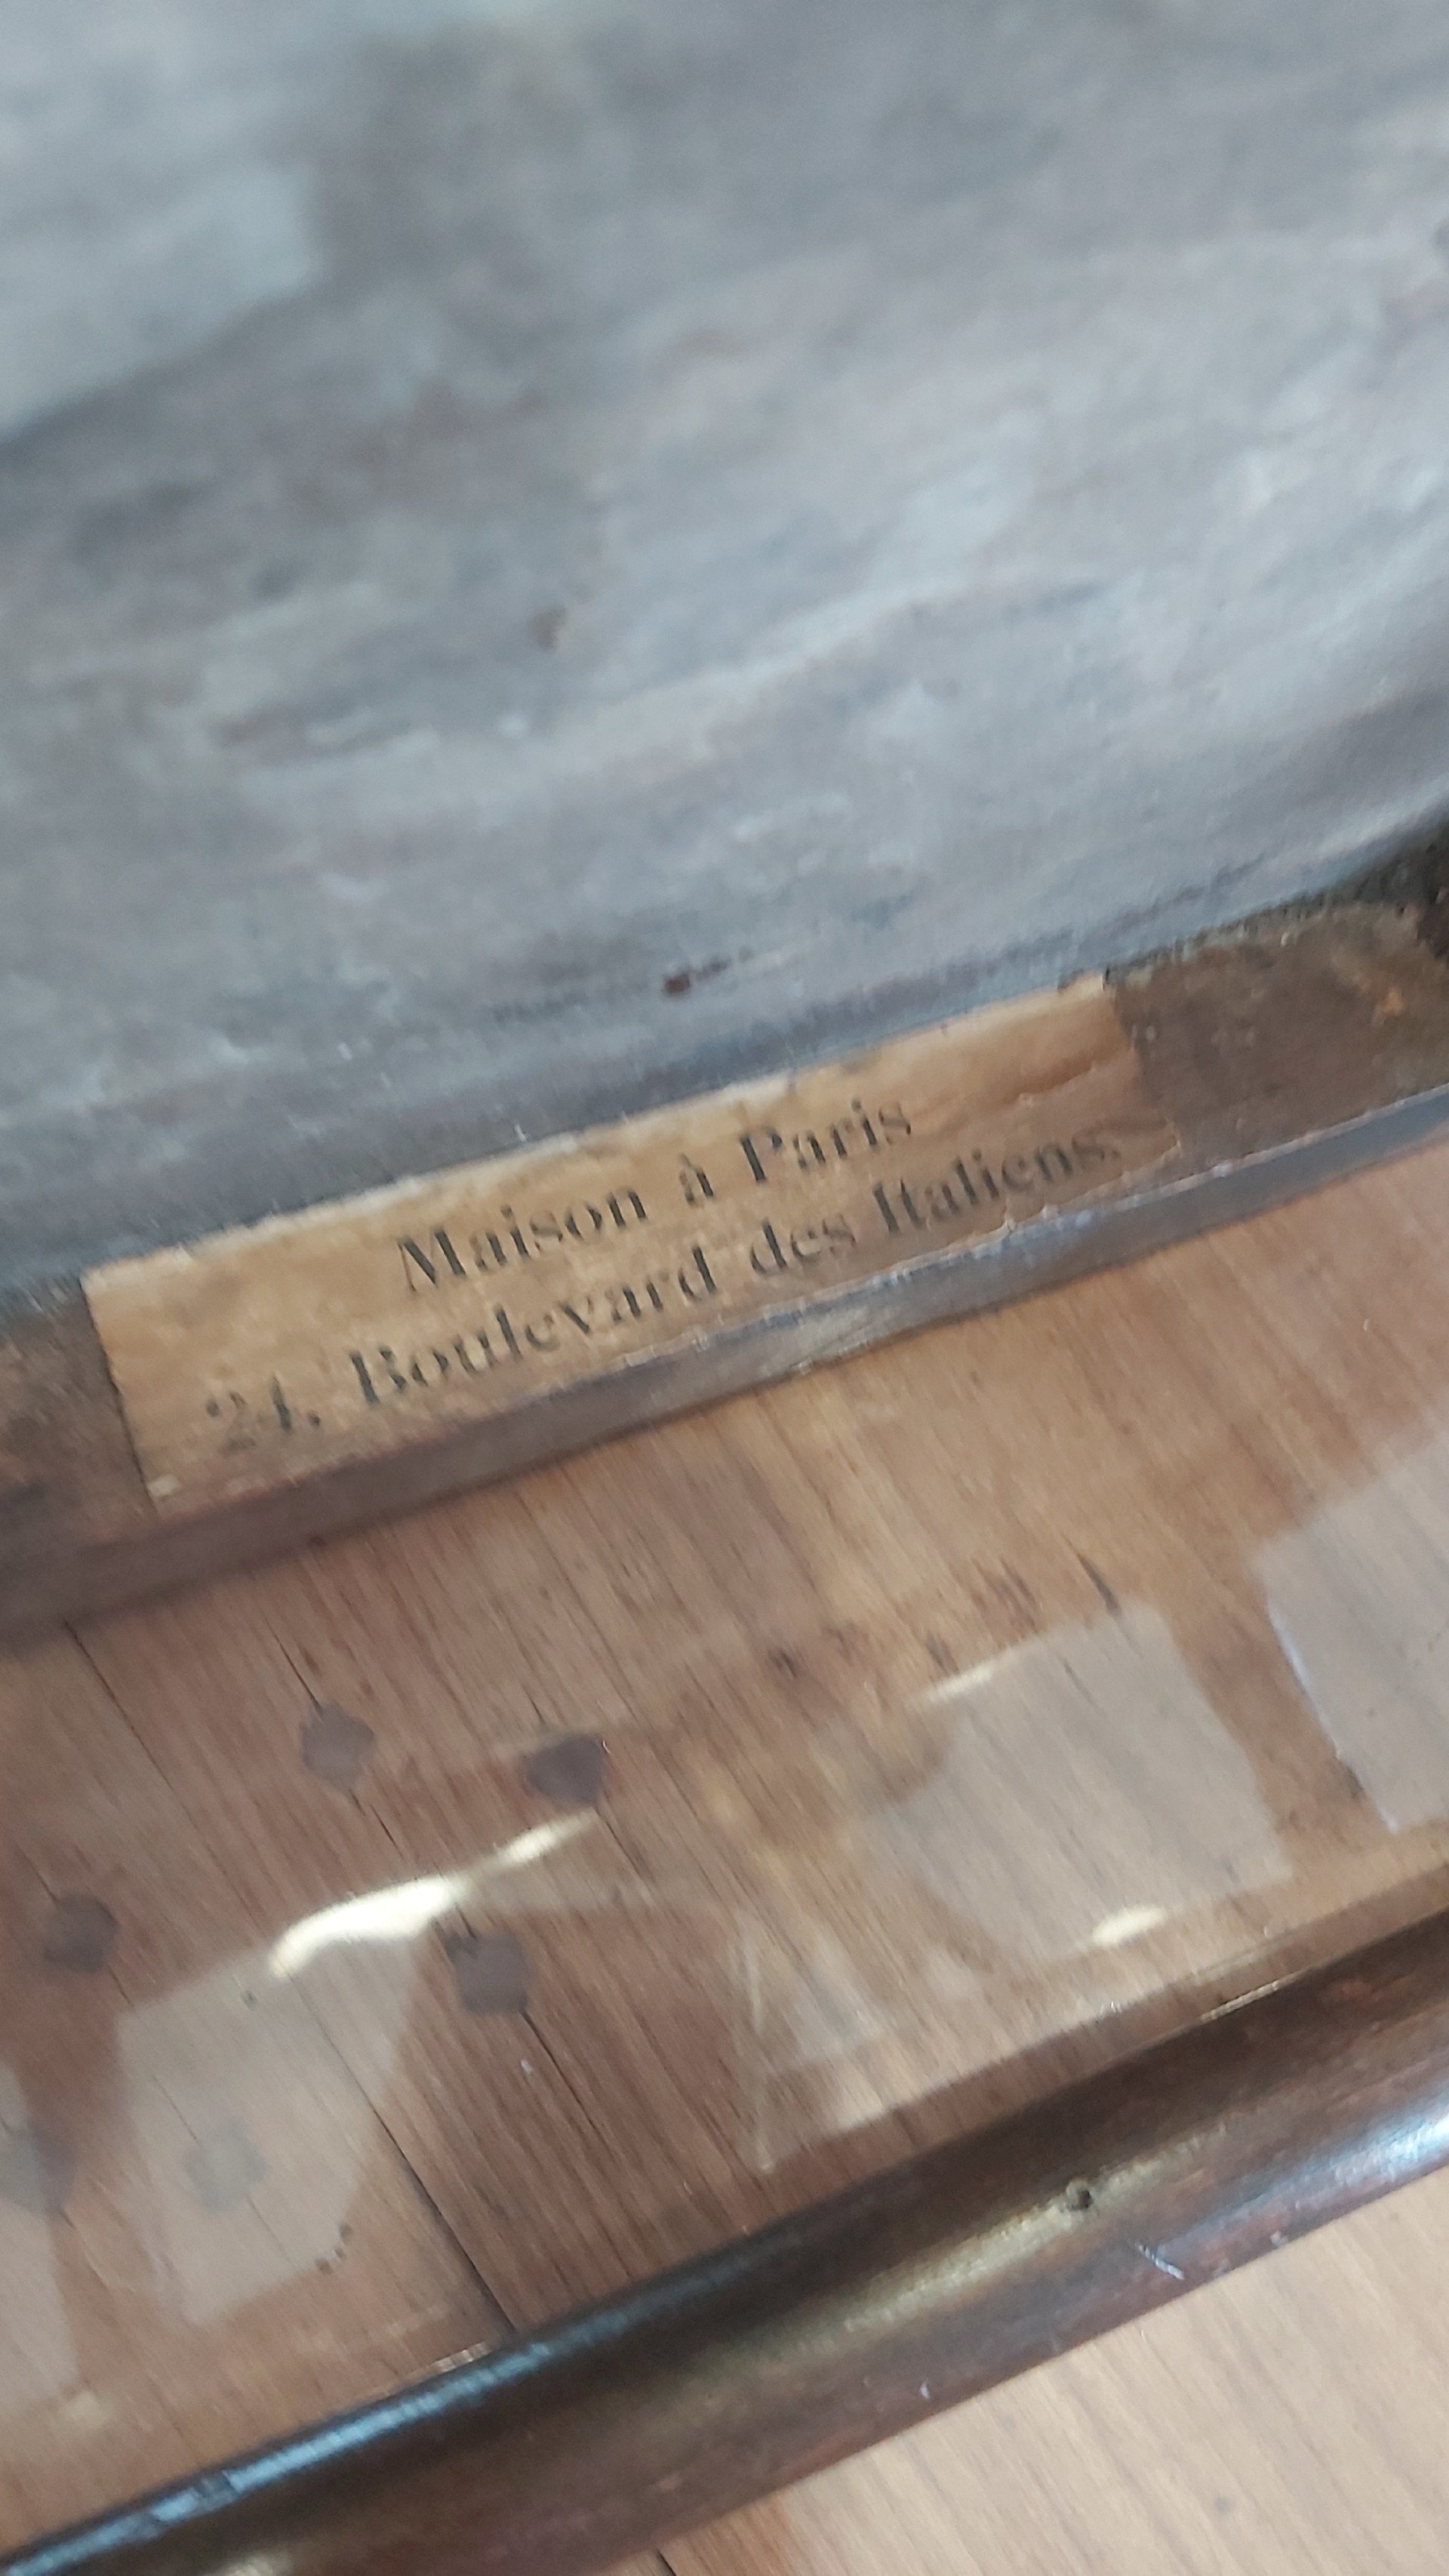 Maison à Paris
24, Boulevard des Italiens.